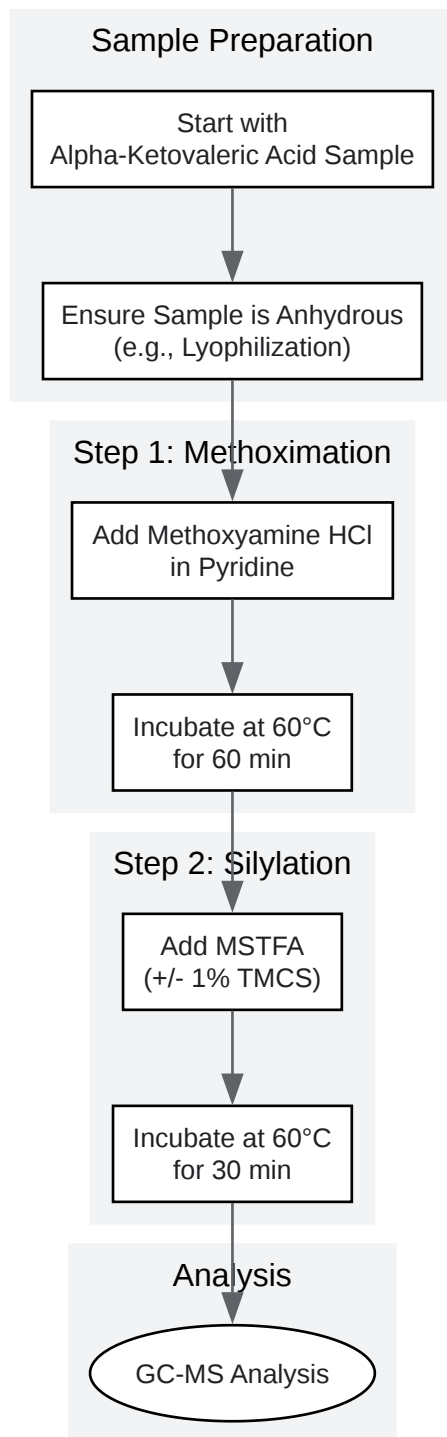 Sample Preparation
Start with
Alpha-Ketovaleric Acid Sample
Ensure Sample is Anhydrous
(e.g., Lyophilization)
Step 1: Methoximation
Add Methoxyamine HCl
in Pyridine
Incubate at 60°C
for 60 min
Step 2: Silylation
Add MSTFA
(+/- 1% TMCS)
Incubate at 60°C
for 30 min
Analysis
GC-MS Analysis